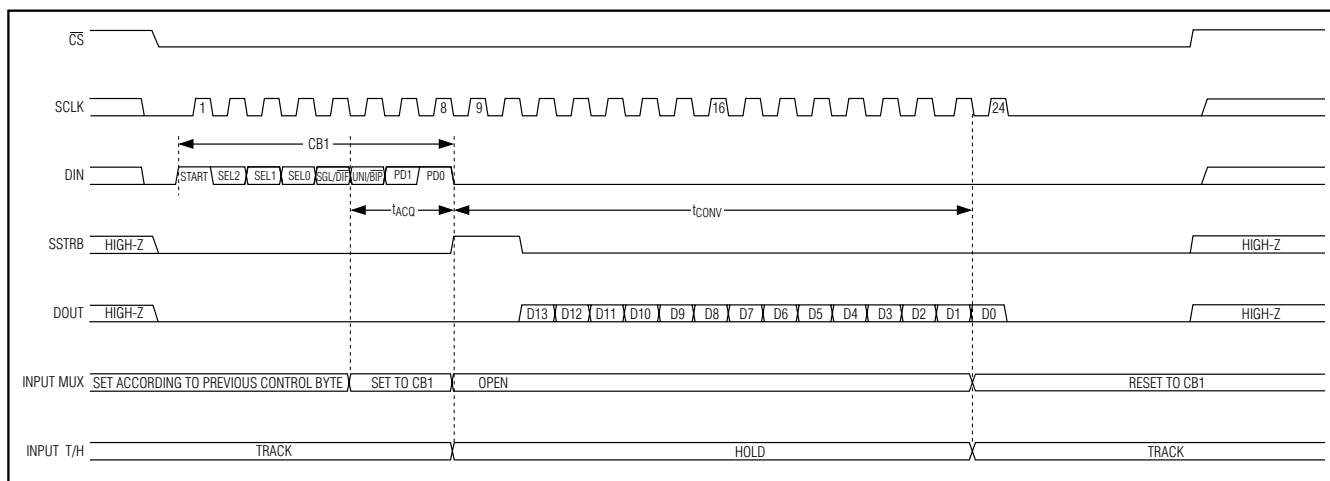 CS
SCLK 1 8 9 16 24
CB1
DIN START SEL2 SEL1 SEL0 SGL/DIF UNI/BIP PD1 PD0
tACQ tCONV
SSTRB HIGH-Z HIGH-Z
DOUT HIGH-Z D13 D12 D11 D10 D9 D8 D7 D6 D5 D4 D3 D2 D1 D0 HIGH-Z
INPUT MUX SET ACCORDING TO PREVIOUS CONTROL BYTE SET TO CB1 OPEN RESET TO CB1
INPUT T/H TRACK HOLD TRACK